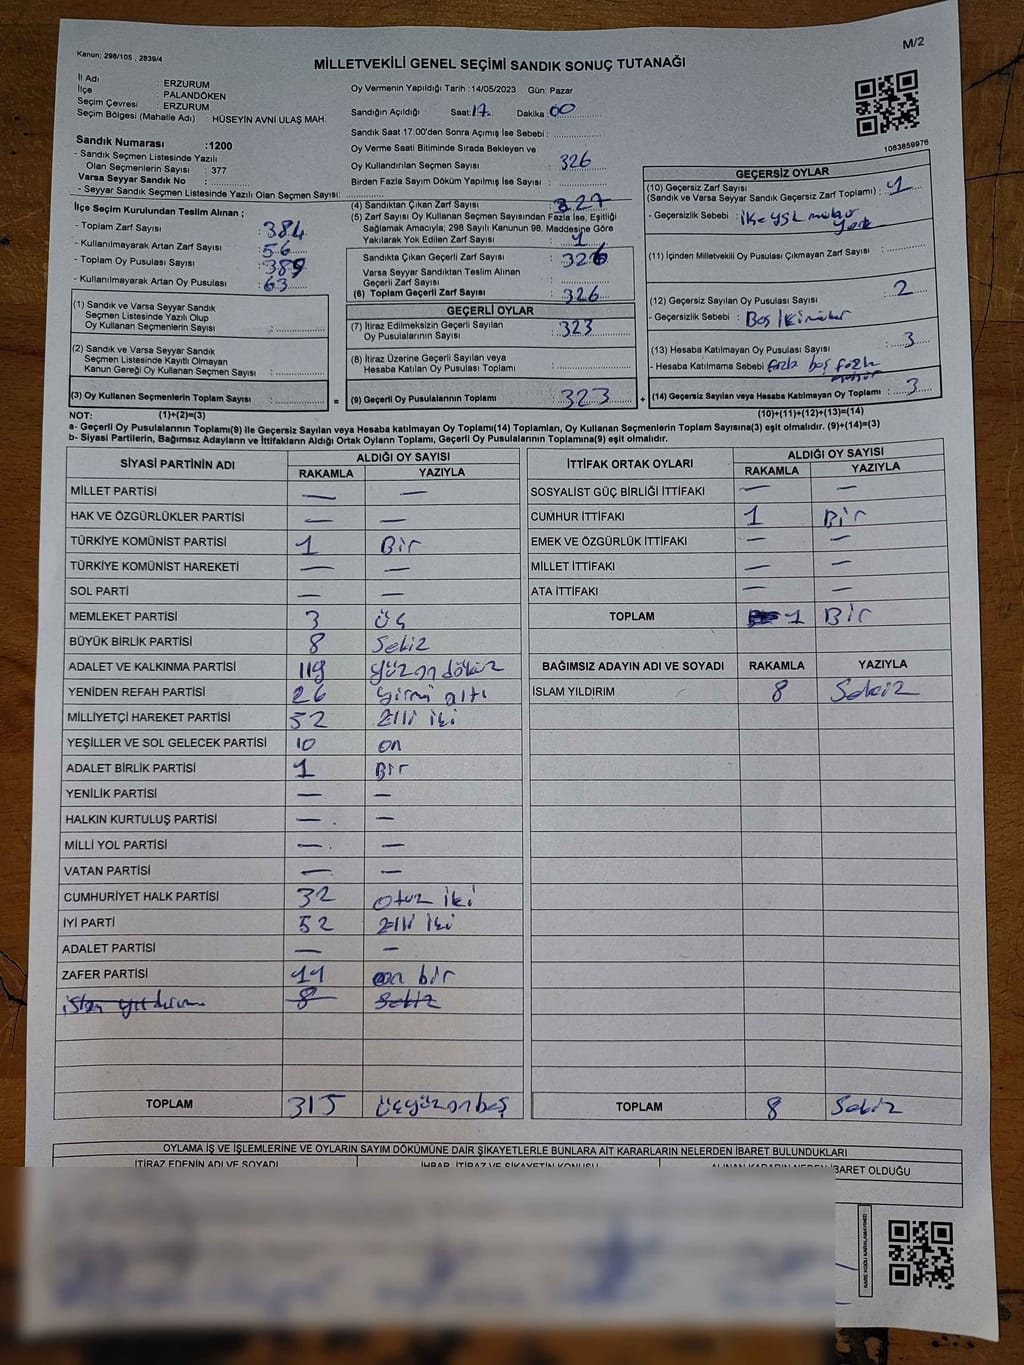 Kanun; 298/105 , 2839/4
M/2
MİLLETVEKİLİ GENEL SEÇİMİ SANDIK SONUÇ TUTANAĞI
İl Adı : ERZURUM
İlçe : PALANDÖKEN
Seçim Çevresi : ERZURUM
Seçim Bölgesi (Mahalle Adı) : HÜSEYİN AVNİ ULAŞ MAH.
Sandık Numarası :1200
- Sandık Seçmen Listesinde Yazılı
Olan Seçmenlerin Sayısı : 377
Varsa Seyyar Sandık No :
- Seyyar Sandık Seçmen Listesinde Yazılı Olan Seçmen Sayısı:
İlçe Seçim Kurulundan Teslim Alınan ;
- Toplam Zarf Sayısı : 384
- Kullanılmayarak Artan Zarf Sayısı : 56
- Toplam Oy Pusulası Sayısı : 389
- Kullanılmayarak Artan Oy Pusulası : 63
Oy Vermenin Yapıldığı Tarih :14/05/2023 Gün: Pazar
Sandığın Açıldığı Saat: 17. Dakika : 00
Sandık Saat 17:00'den Sonra Açımış İse Sebebi :
Oy Verme Saati Bitiminde Sırada Bekleyen ve
Oy Kullandırılan Seçmen Sayısı : 326
Birden Fazla Sayım Döküm Yapılmış İse Sayısı :
(4) Sandıktan Çıkan Zarf Sayısı : 327
(5) Zarf Sayısı Oy Kullanan Seçmen Sayısından Fazla İse, Eşitliği
Sağlamak Amacıyla; 298 Sayılı Kanunun 98. Maddesine Göre
Yakılarak Yok Edilen Zarf Sayısı : 1
Sandıkta Çıkan Geçerli Zarf Sayısı : 326
Varsa Seyyar Sandıktan Teslim Alınan
Geçerli Zarf Sayısı :
(6) Toplam Geçerli Zarf Sayısı : 326
1083859976
GEÇERSİZ OYLAR
(10) Geçersiz Zarf Sayısı : 1
(Sandık ve Varsa Seyyar Sandık Geçersiz Zarf Toplamı)
- Geçersizlik Sebebi : ilçe YSK mührü
yok
(11) İçinden Milletvekili Oy Pusulası Çıkmayan Zarf Sayısı :
(12) Geçersiz Sayılan Oy Pusulası Sayısı : 2
- Geçersizlik Sebebi : Boş
(13) Hesaba Katılmayan Oy Pusulası Sayısı : 3
- Hesaba Katılmama Sebebi : fazla boş fazla
mühür
(14) Geçersiz Sayılan veya Hesaba Katılmayan Oy Toplamı : 3
(10)+(11)+(12)+(13)=(14)
(1) Sandık ve Varsa Seyyar Sandık
Seçmen Listesinde Yazılı Olup
Oy Kullanan Seçmenlerin Sayısı :
(2) Sandık ve Varsa Seyyar Sandık
Seçmen Listesinde Kayıtlı Olmayan
Kanun Gereği Oy Kullanan Seçmen Sayısı :
(3) Oy Kullanan Seçmenlerin Toplam Sayısı : =
GEÇERLİ OYLAR
(7) İtiraz Edilmeksizin Geçerli Sayılan
Oy Pusulalarının Sayısı : 323
(8) İtiraz Üzerine Geçerli Sayılan veya
Hesaba Katılan Oy Pusulası Toplamı :
(9) Geçerli Oy Pusulalarının Toplamı : 323 +
NOT: (1)+(2)=(3)
a- Geçerli Oy Pusulalarının Toplamı(9) ile Geçersiz Sayılan veya Hesaba katılmayan Oy Toplamı(14) Toplamları, Oy Kullanan Seçmenlerin Toplam Sayısına(3) eşit olmalıdır. (9)+(14)=(3)
b- Siyasi Partilerin, Bağımsız Adayların ve İttifakların Aldığı Ortak Oyların Toplamı, Geçerli Oy Pusulalarının Toplamına(9) eşit olmalıdır.
SİYASİ PARTİNİN ADI ALDIĞI OY SAYISI
RAKAMLA YAZIYLA
MİLLET PARTİSİ — —
HAK VE ÖZGÜRLÜKLER PARTİSİ — —
TÜRKİYE KOMÜNİST PARTİSİ 1 Bir
TÜRKİYE KOMÜNİST HAREKETİ — —
SOL PARTİ — —
MEMLEKET PARTİSİ 3 üç
BÜYÜK BİRLİK PARTİSİ 8 Sekiz
ADALET VE KALKINMA PARTİSİ 119 yüzon dokuz
YENİDEN REFAH PARTİSİ 26 yirmi altı
MİLLİYETÇİ HAREKET PARTİSİ 52 Elli iki
YEŞİLLER VE SOL GELECEK PARTİSİ 10 on
ADALET BİRLİK PARTİSİ 1 Bir
YENİLİK PARTİSİ — —
HALKIN KURTULUŞ PARTİSİ — —
MİLLİ YOL PARTİSİ — —
VATAN PARTİSİ — —
CUMHURİYET HALK PARTİSİ 32 otuz iki
İYİ PARTİ 52 Elli iki
ADALET PARTİSİ — —
ZAFER PARTİSİ 11 on bir
islam yıldırım 8 Sekiz
TOPLAM 315 üçyüzonbeş
İTTİFAK ORTAK OYLARI ALDIĞI OY SAYISI
RAKAMLA YAZIYLA
SOSYALİST GÜÇ BİRLİĞİ İTTİFAKI — —
CUMHUR İTTİFAKI 1 Bir
EMEK VE ÖZGÜRLÜK İTTİFAKI — —
MİLLET İTTİFAKI — —
ATA İTTİFAKI — —
TOPLAM 1 Bir
BAĞIMSIZ ADAYIN ADI VE SOYADI RAKAMLA YAZIYLA
İSLAM YILDIRIM 8 Sekiz
TOPLAM 8 Sekiz
OYLAMA İŞ VE İŞLEMLERİNE VE OYLARIN SAYIM DÖKÜMÜNE DAİR ŞİKAYETLERLE BUNLARA AİT KARARLARIN NELERDEN İBARET BULUNDUKLARI
İTİRAZ EDENİN ADI VE SOYADI İHBAR, İTİRAZ VE ŞİKAYETİN KONUSU ALINAN KARARIN NEDEN İBARET OLDUĞU
KARE KODU KARALAMAYINIZ!